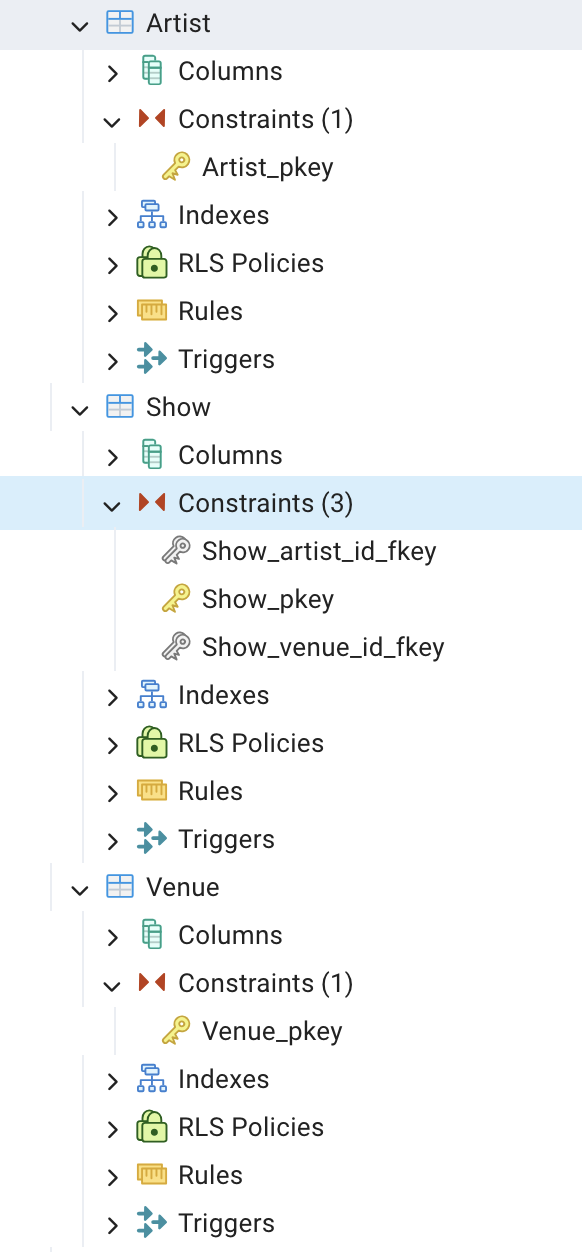 Artist
Columns
Constraints (1)
Artist_pkey
Indexes
RLS Policies
Rules
Triggers
Show
Columns
Constraints (3)
Show_artist_id_fkey
Show_pkey
Show_venue_id_fkey
Indexes
RLS Policies
Rules
Triggers
Venue
Columns
Constraints (1)
Venue_pkey
Indexes
RLS Policies
Rules
Triggers